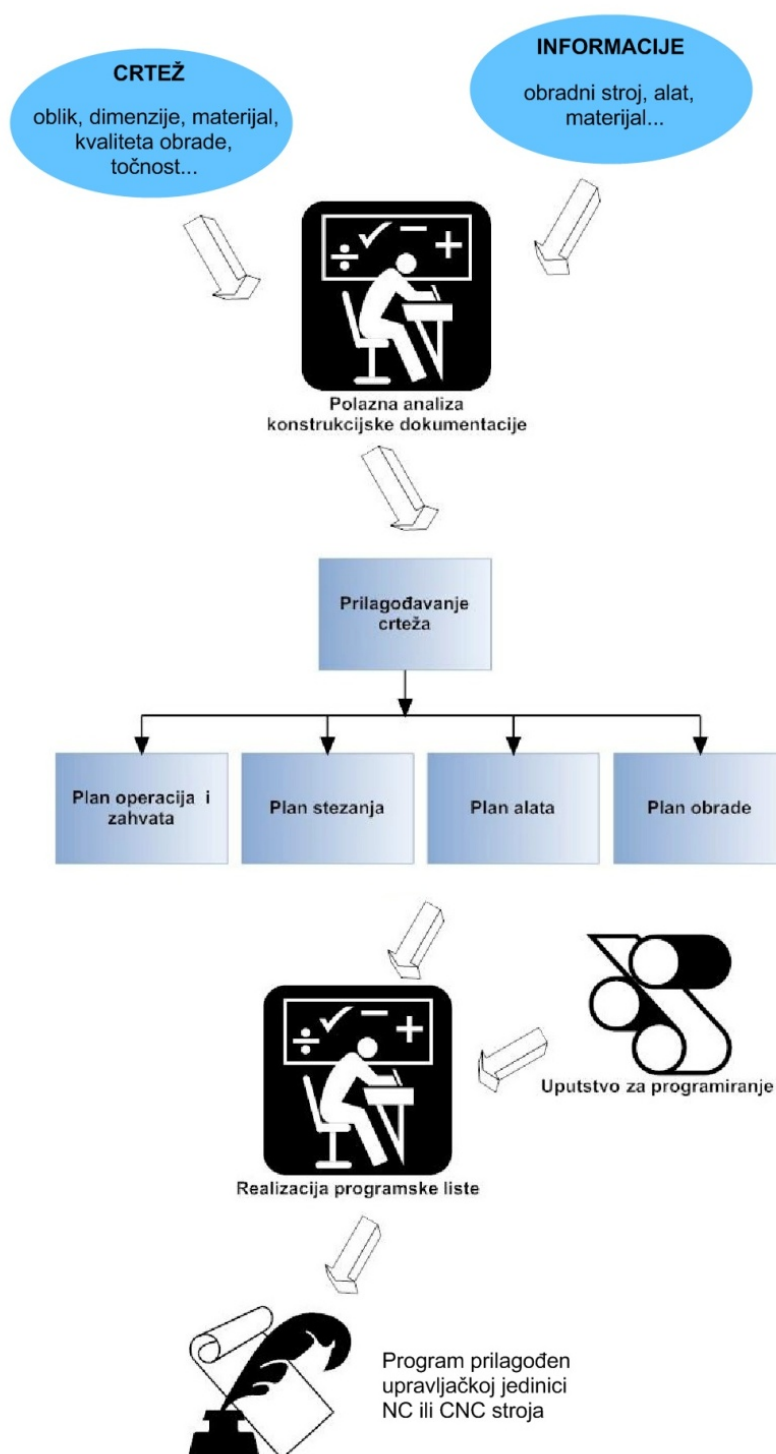 CRTEŽ
oblik, dimenzije, materijal,
kvaliteta obrade,
točnost...
INFORMACIJE
obradni stroj, alat,
materijal...
Polazna analiza
konstrukcijske dokumentacije
Prilagođavanje
crteža
Plan operacija i
zahvata
Plan stezanja
Plan alata
Plan obrade
Uputstvo za programiranje
Realizacija programske liste
Program prilagođen
upravljačkoj jedinici
NC ili CNC stroja